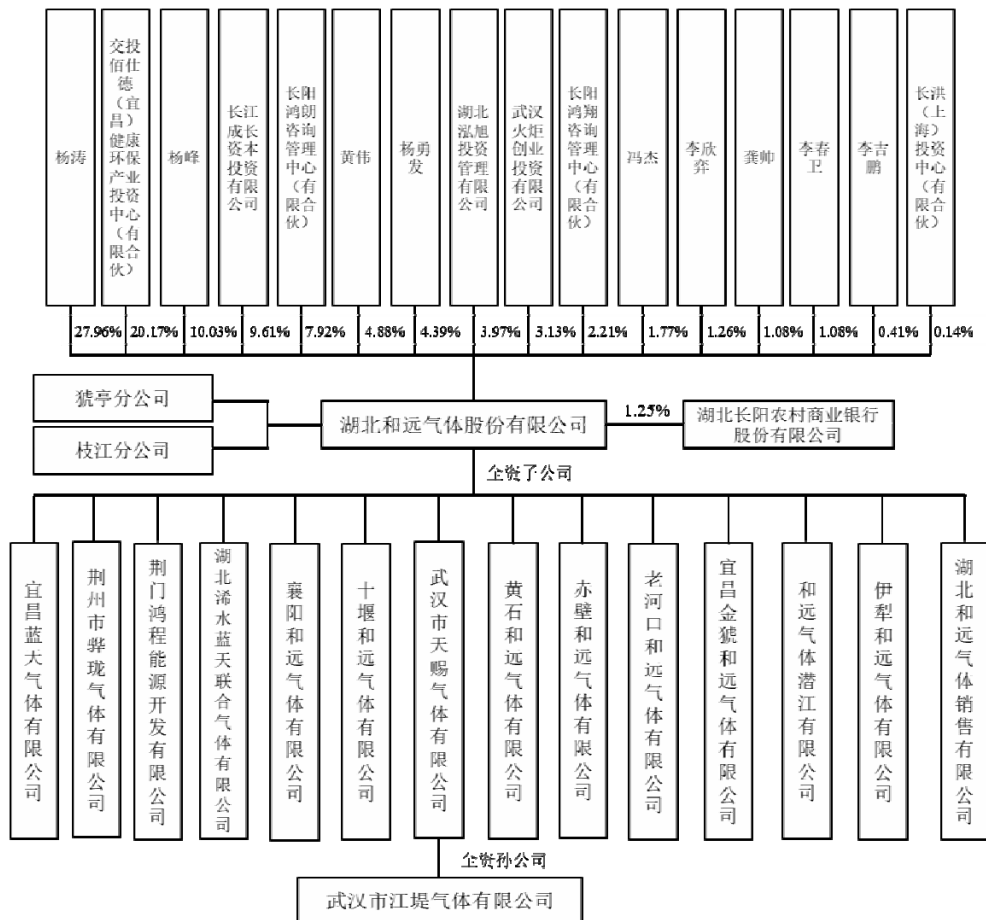 杨涛
交投佰仕德（宜昌）健康环保产业投资中心（有限合伙）
杨峰
长江成长资本投资有限公司
长阳鸿朗咨询管理中心（有限合伙）
黄伟
杨勇发
湖北泓旭投资管理有限公司
武汉火炬创业投资有限公司
长阳鸿翔咨询管理中心（有限合伙）
冯杰
李欣弈
龚帅
李春卫
李吉鹏
长洪（上海）投资中心（有限合伙）
27.96%
20.17%
10.03%
9.61%
7.92%
4.88%
4.39%
3.97%
3.13%
2.21%
1.77%
1.26%
1.08%
1.08%
0.41%
0.14%
猇亭分公司
枝江分公司
湖北和远气体股份有限公司
1.25%
湖北长阳农村商业银行
股份有限公司
全资子公司
宜昌蓝天气体有限公司
荆州市骅珑气体有限公司
荆门鸿程能源开发有限公司
湖北浠水蓝天联合气体有限公司
襄阳和远气体有限公司
十堰和远气体有限公司
武汉市天赐气体有限公司
黄石和远气体有限公司
赤壁和远气体有限公司
老河口和远气体有限公司
宜昌金猇和远气体有限公司
和远气体潜江有限公司
伊犁和远气体有限公司
湖北和远气体销售有限公司
全资孙公司
武汉市江堤气体有限公司